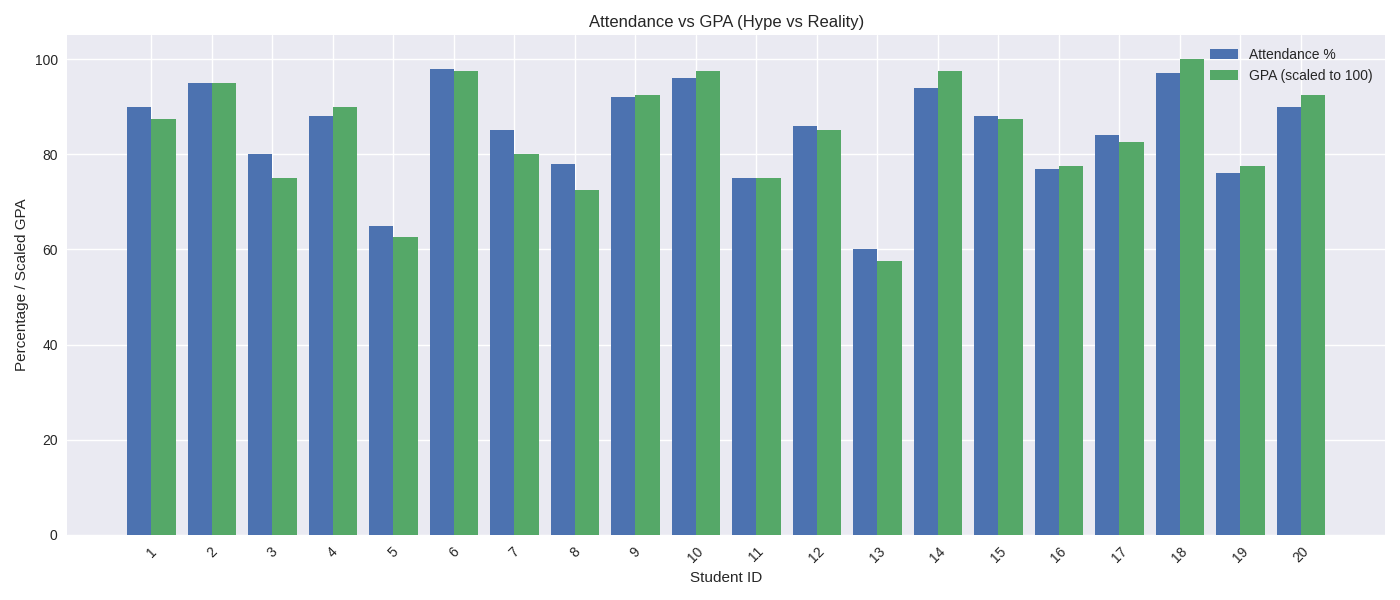 Attendance vs GPA (Hype vs Reality)
Attendance %
GPA (scaled to 100)
Percentage / Scaled GPA
100
80
60
40
20
0
1 2 3 4 5 6 7 8 9 10 11 12 13 14 15 16 17 18 19 20
Student ID